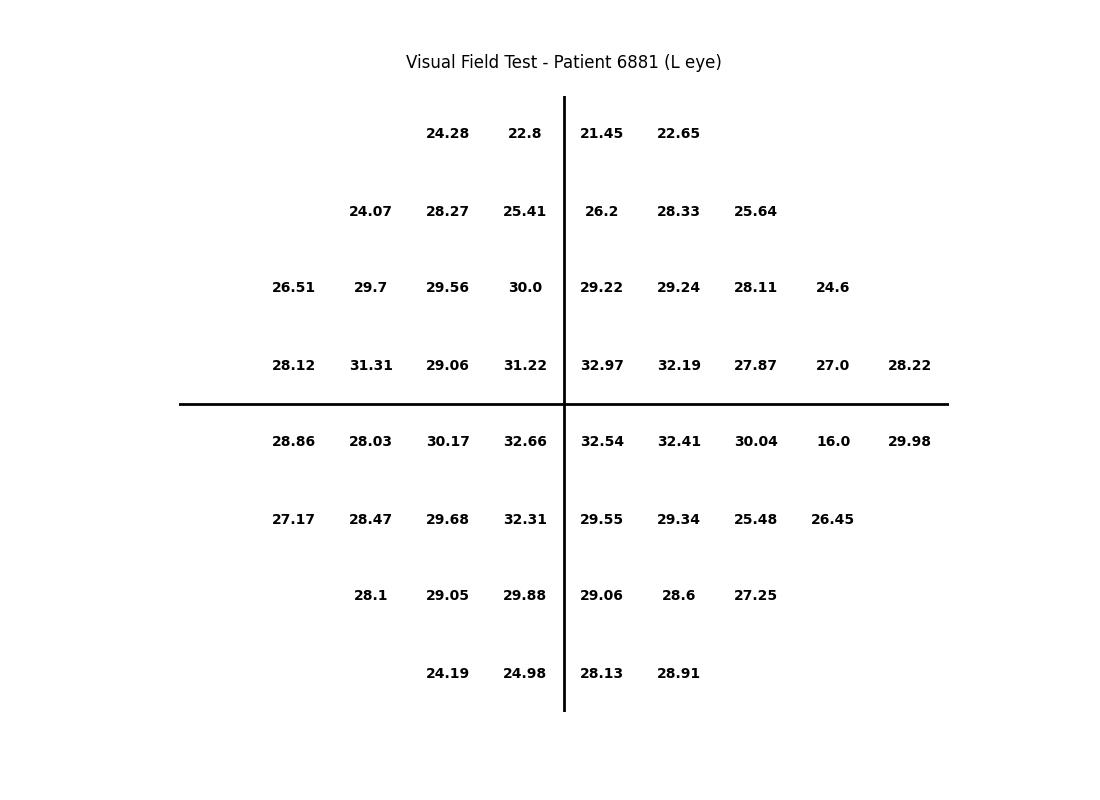 Visual Field Test - Patient 6881 (L eye)
24.28 22.8 21.45 22.65
24.07 28.27 25.41 26.2 28.33 25.64
26.51 29.7 29.56 30.0 29.22 29.24 28.11 24.6
28.12 31.31 29.06 31.22 32.97 32.19 27.87 27.0 28.22
28.86 28.03 30.17 32.66 32.54 32.41 30.04 16.0 29.98
27.17 28.47 29.68 32.31 29.55 29.34 25.48 26.45
28.1 29.05 29.88 29.06 28.6 27.25
24.19 24.98 28.13 28.91